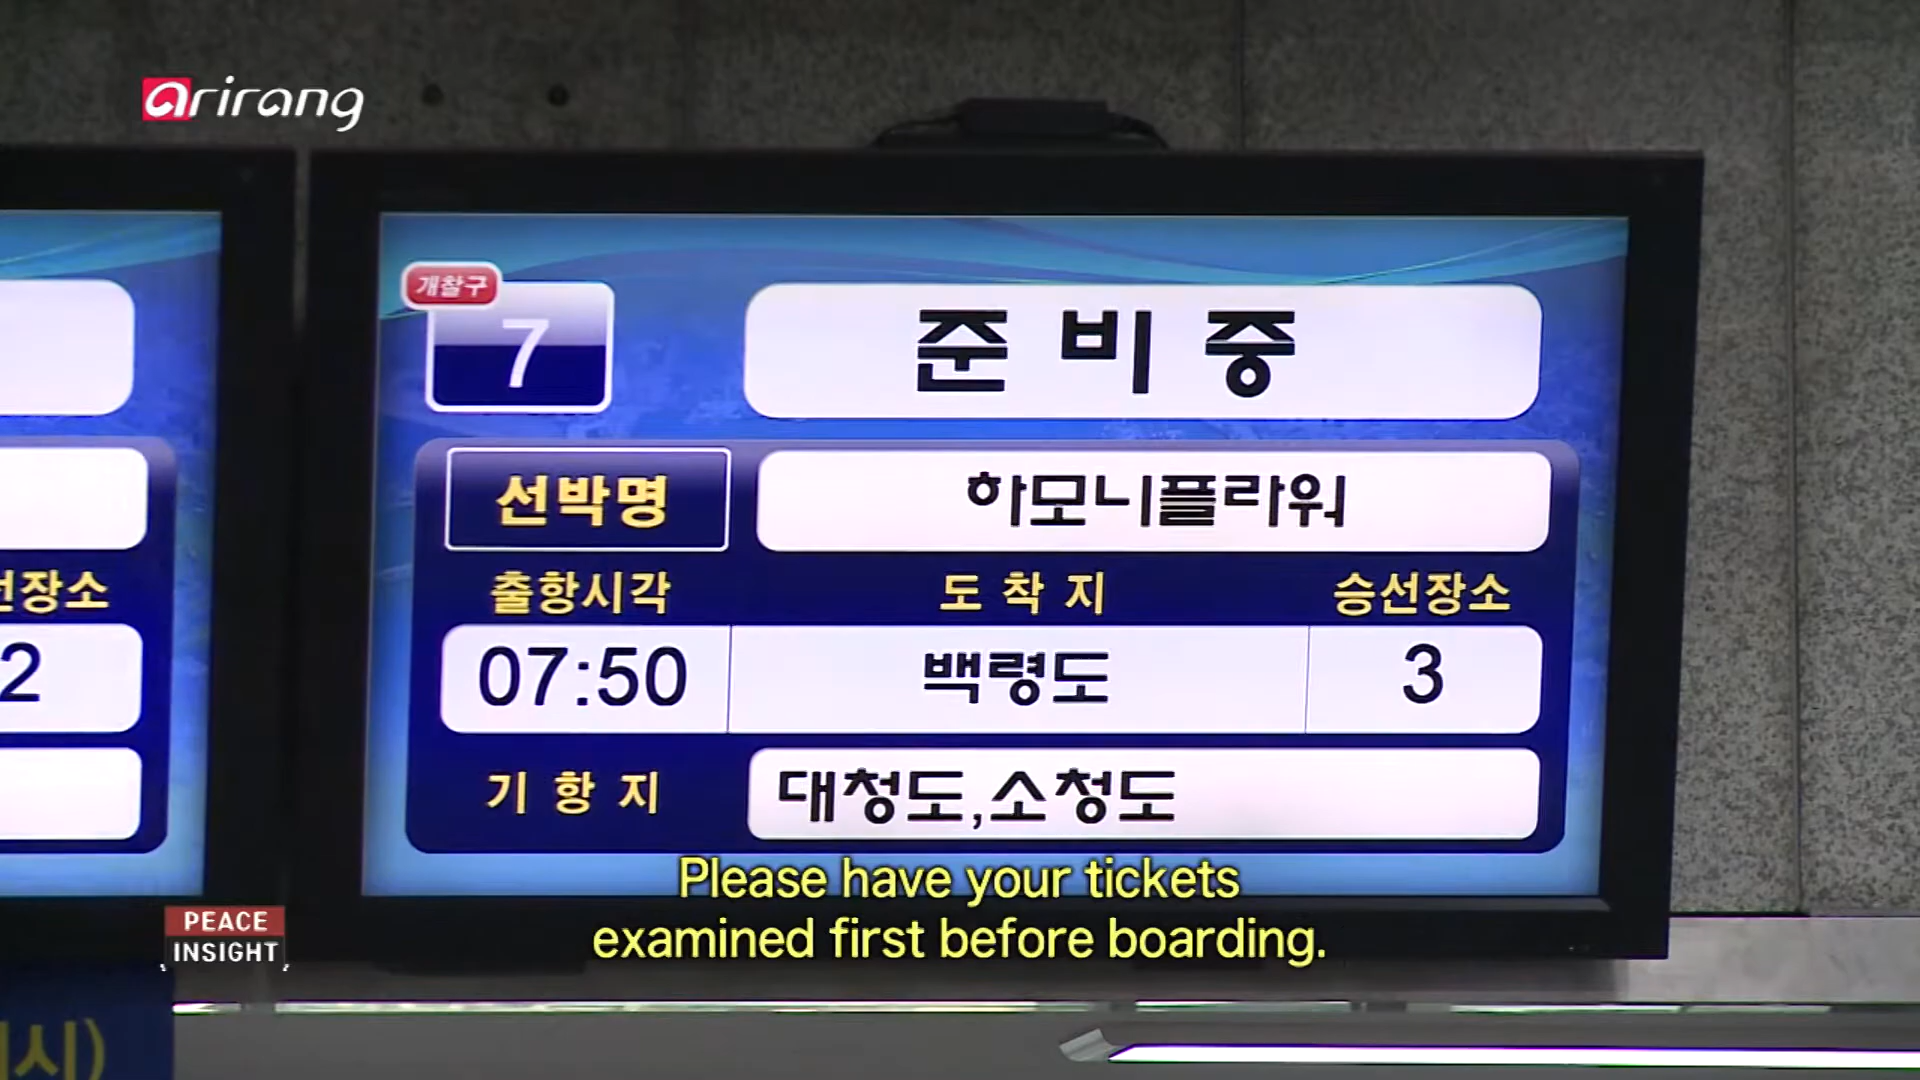 arirang
개찰구
7
준비중
선박명
하모니플라워
출항시각 도착지 승선장소
선장소
07:50 백령도 3
2
기항지
대청도,소청도
Please have your tickets
examined first before boarding.
PEACE
INSIGHT
시)